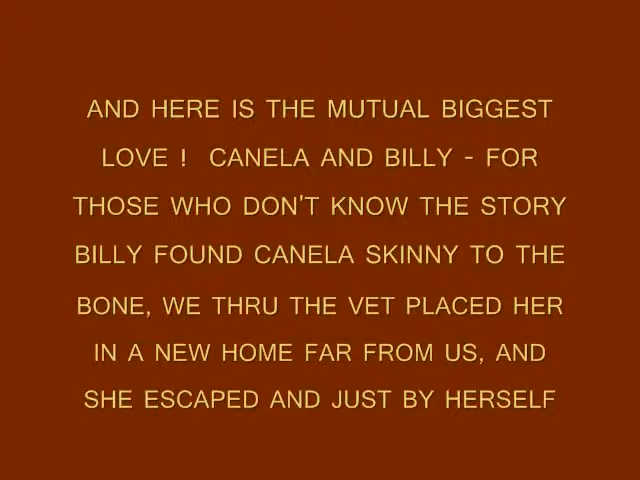 AND HERE IS THE MUTUAL BIGGEST
LOVE ! CANELA AND BILLY - FOR
THOSE WHO DON'T KNOW THE STORY
BILLY FOUND CANELA SKINNY TO THE
BONE, WE THRU THE VET PLACED HER
IN A NEW HOME FAR FROM US, AND
SHE ESCAPED AND JUST BY HERSELF